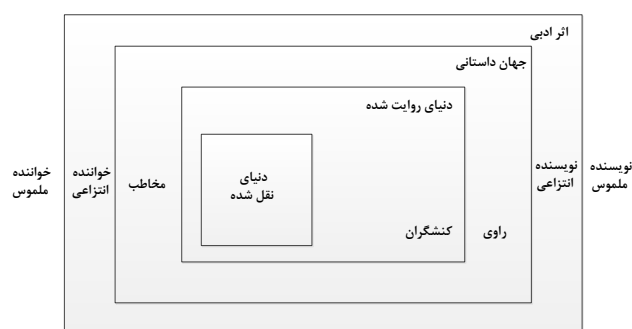 اثر ادبی
جهان داستانی
دنیای روایت شده
نویسنده
ملموس
نویسنده
انتزاعی
راوی
کنشگران
دنیای
نقل شده
مخاطب
خواننده
انتزاعی
خواننده
ملموس